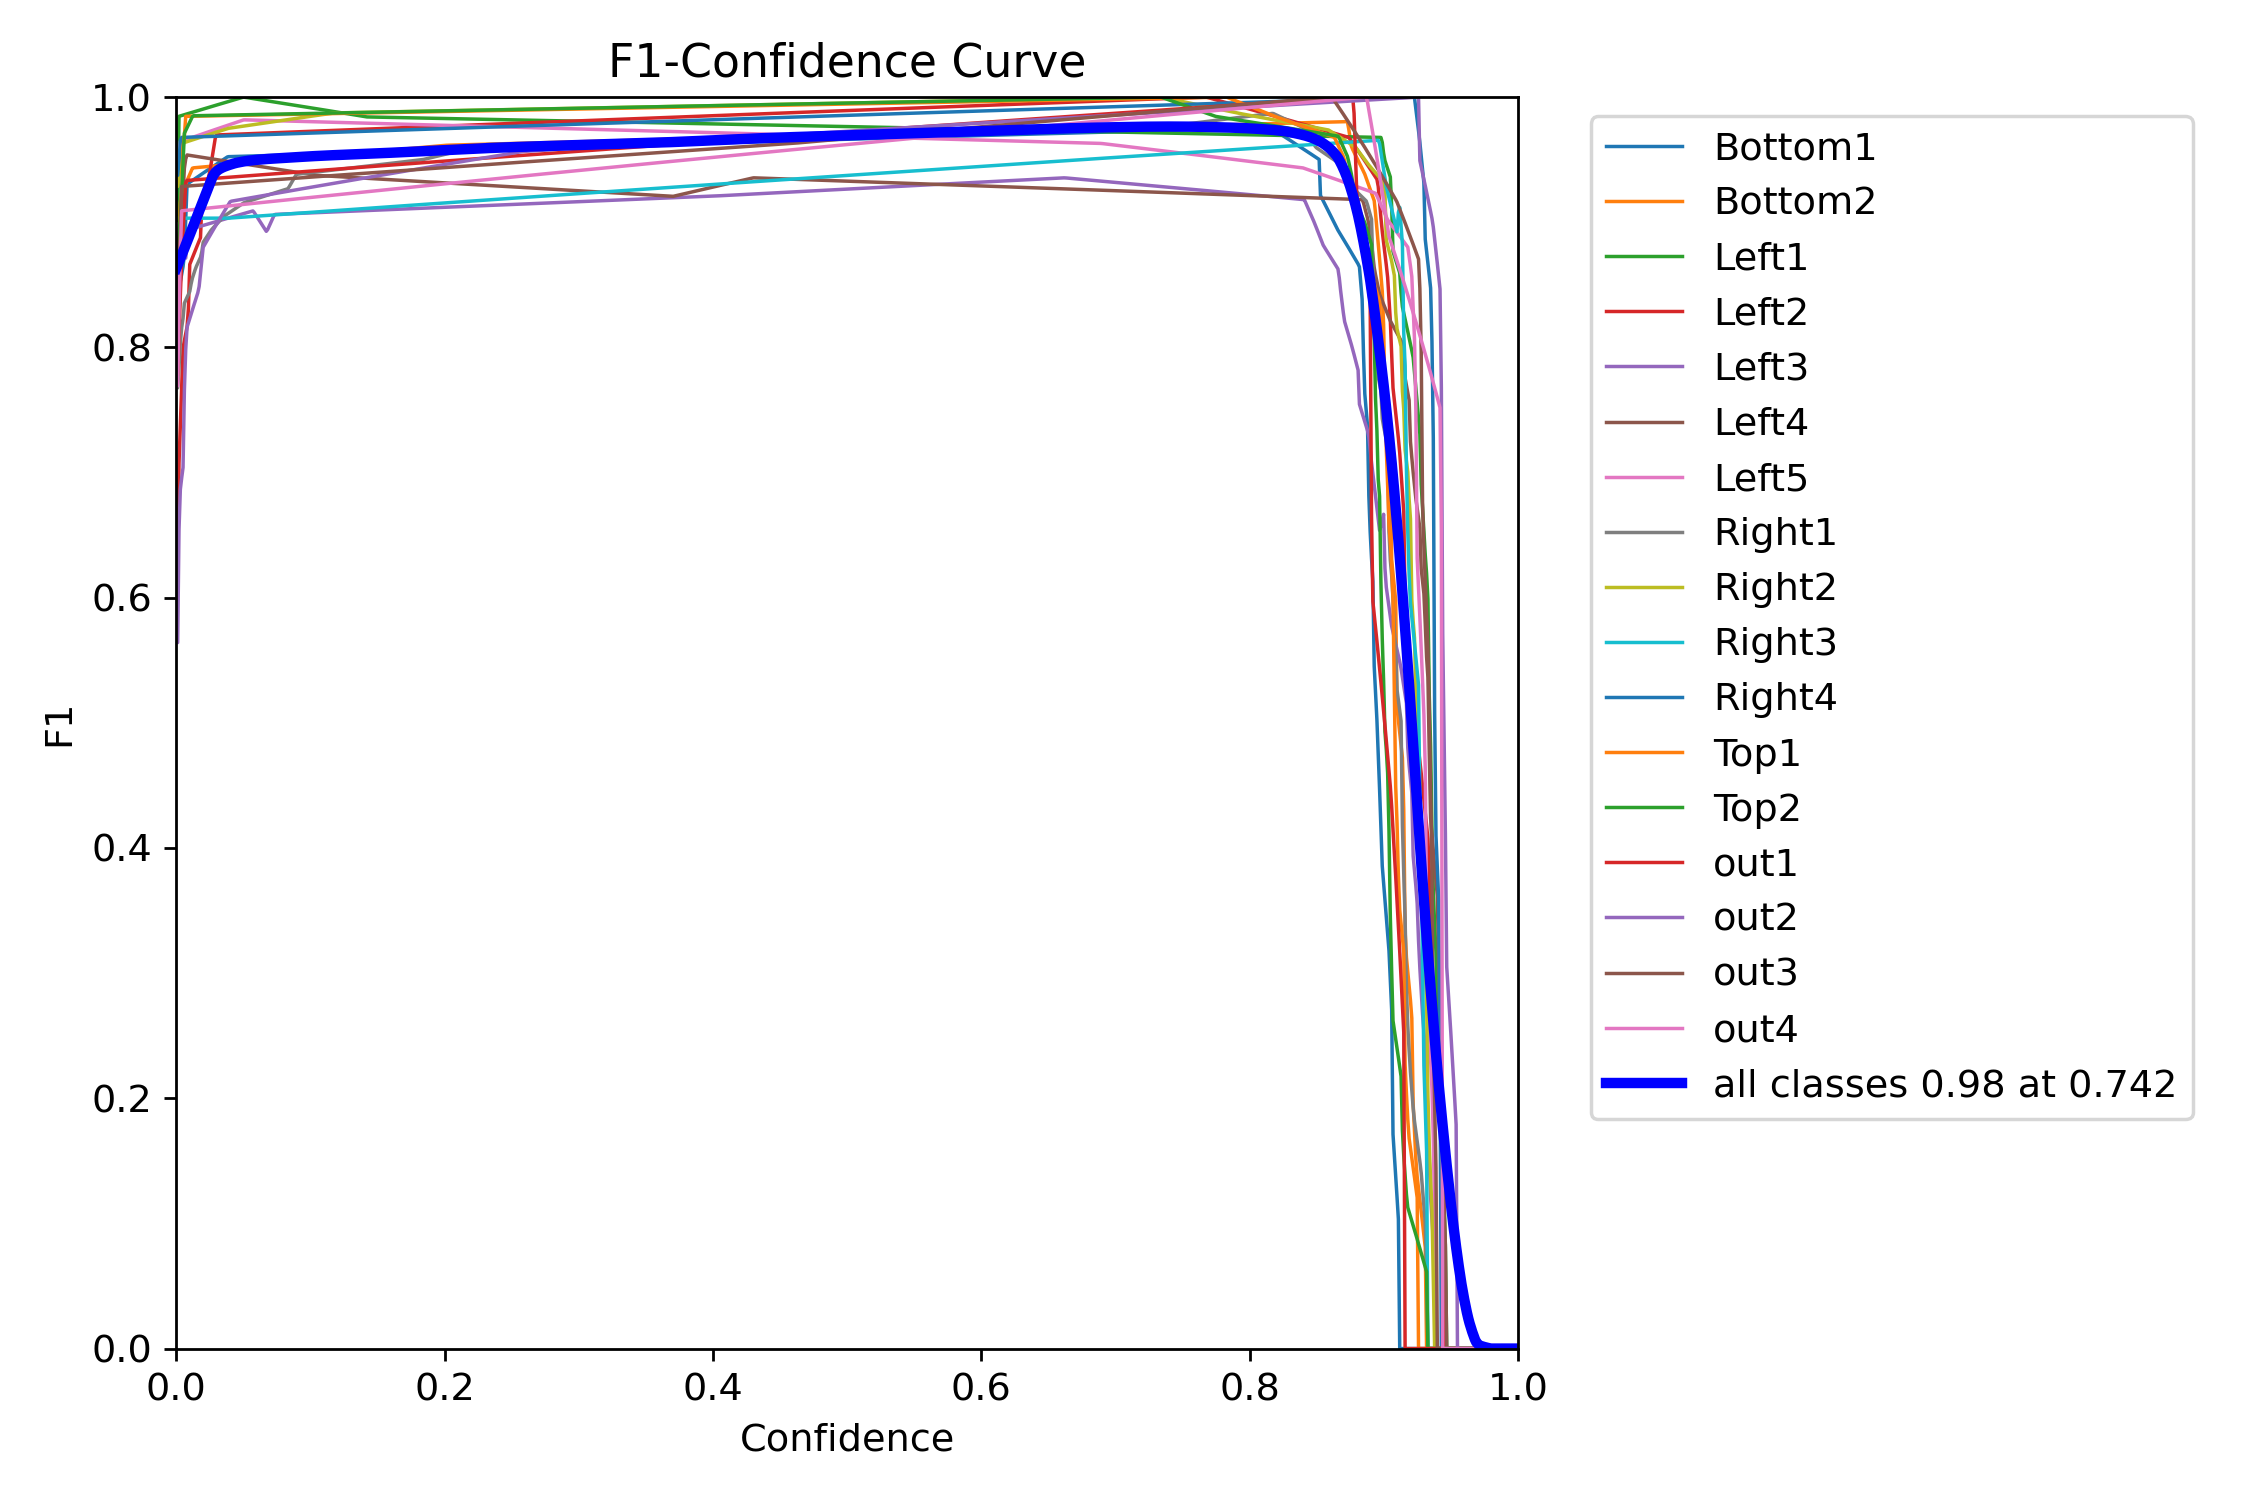 F1-Confidence Curve
1.0
0.8
0.6
0.4
0.2
0.0
F1
0.0 0.2 0.4 0.6 0.8 1.0
Confidence
Bottom1
Bottom2
Left1
Left2
Left3
Left4
Left5
Right1
Right2
Right3
Right4
Top1
Top2
out1
out2
out3
out4
all classes 0.98 at 0.742